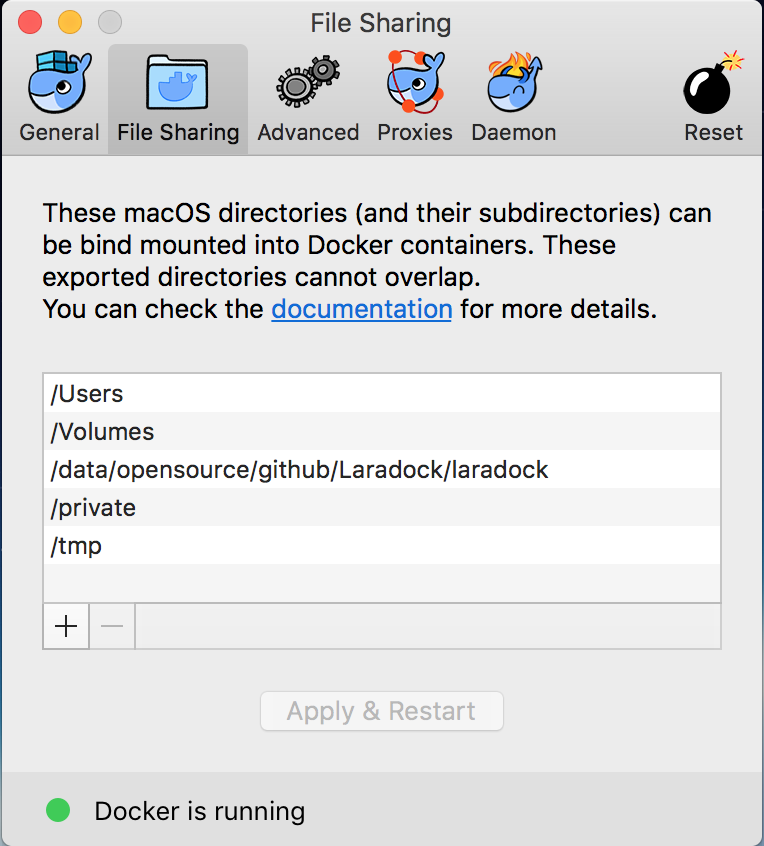 File Sharing
General
File Sharing
Advanced
Proxies
Daemon
Reset
These macOS directories (and their subdirectories) can
be bind mounted into Docker containers. These
exported directories cannot overlap.
You can check the documentation for more details.
/Users
/Volumes
/data/opensource/github/Laradock/laradock
/private
/tmp
Apply & Restart
Docker is running